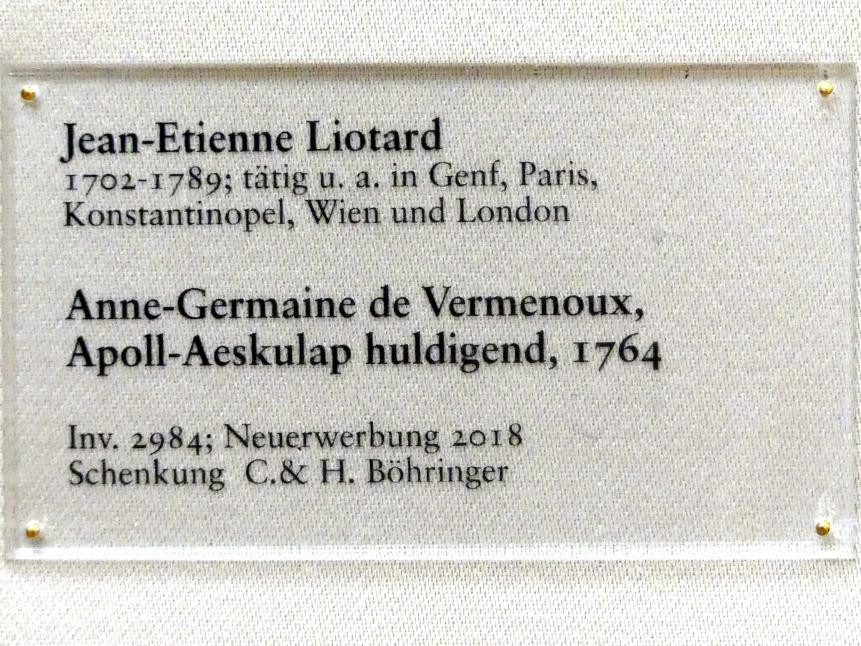 Jean-Etienne Liotard
1702-1789; tätig u. a. in Genf, Paris,
Konstantinopel, Wien und London
Anne-Germaine de Vermenoux,
Apoll-Aeskulap huldigend, 1764
Inv. 2984; Neuerwerbung 2018
Schenkung C.& H. Böhringer